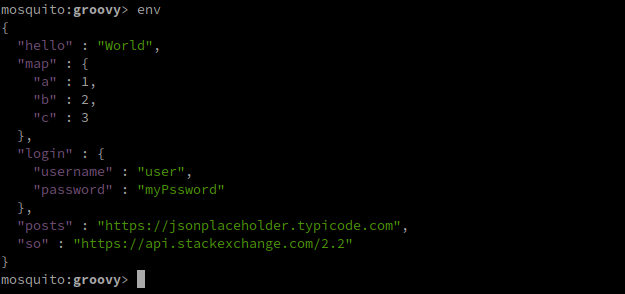 mosquito:groovy> env
{
  "hello" : "World",
  "map" : {
    "a" : 1,
    "b" : 2,
    "c" : 3
  },
  "login" : {
    "username" : "user",
    "password" : "myPssword"
  },
  "posts" : "https://jsonplaceholder.typicode.com",
  "so" : "https://api.stackexchange.com/2.2"
}
mosquito:groovy>